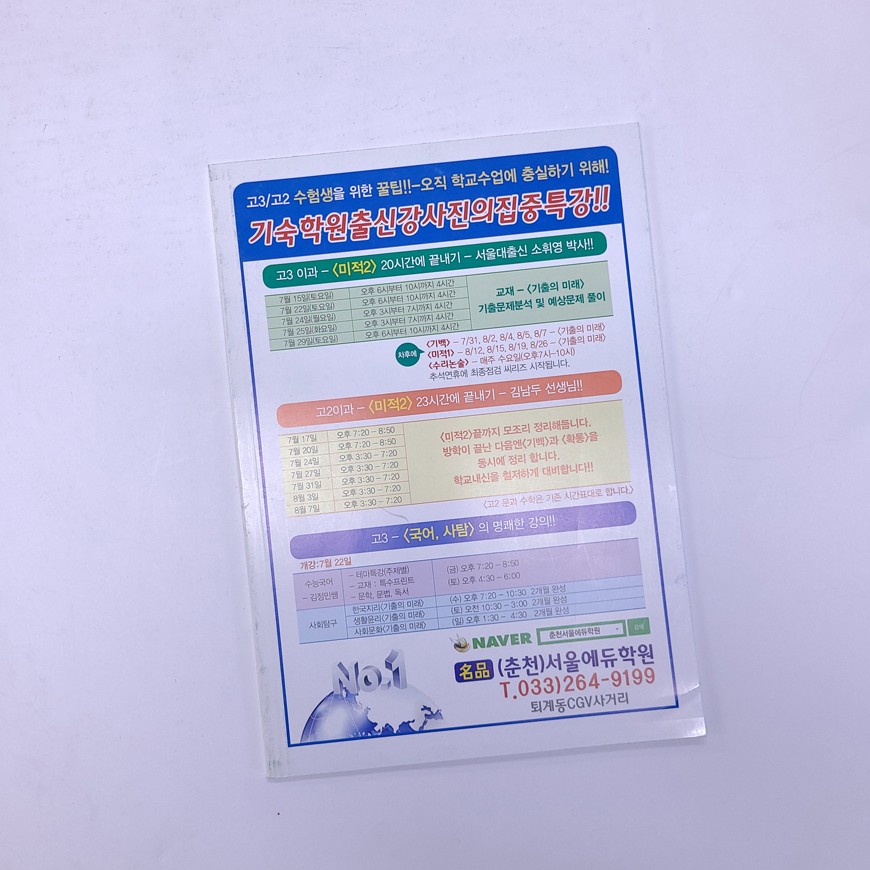 고3/고2 수험생을 위한 꿀팁!!-오직 학교수업에 충실하기 위해!
기숙학원출신강사진의집중특강!!
고3 이과 - <미적2> 20시간에 끝내기 - 서울대출신 소휘영 박사!!
7월 15일(토요일) 오후 6시부터 10시까지 4시간
7월 22일(토요일) 오후 6시부터 10시까지 4시간
7월 24일(월요일) 오후 3시부터 7시까지 4시간
7월 25일(화요일) 오후 3시부터 7시까지 4시간
7월 29일(토요일) 오후 6시부터 10시까지 4시간
교재 - <기출의 미래>
기출문제분석 및 예상문제 풀이
차후에
<기벡> - 7/31, 8/2, 8/4, 8/5, 8/7 - <기출의 미래>
<미적1> - 8/12, 8/15, 8/19, 8/26 - <기출의 미래>
<수리논술> - 매주 수요일(오후7시~10시)
추석연휴에 최종점검 씨리즈 시작됩니다.
고2이과 - <미적2> 23시간에 끝내기 - 김남두 선생님!!
7월 17일 오후 7:20 - 8:50
7월 20일 오후 7:20 - 8:50
7월 24일 오후 3:30 - 7:20
7월 27일 오후 3:30 - 7:20
7월 31일 오후 3:30 - 7:20
8월 3일 오후 3:30 - 7:20
8월 7일 오후 3:30 - 7:20
<미적2>끝까지 모조리 정리해둡니다.
방학이 끝난 다음엔<기벡>과 <확통>을
동시에 정리 합니다.
학교내신을 철저하게 대비합니다!!
<고2 문과 수학은 기존 시간표대로 합니다.>
고3 - <국어, 사탐> 의 명쾌한 강의!!
개강:7월 22일
수능국어
- 김정민쌤
- 테마특강(주제별)
- 교재 : 특수프린트
- 문학, 문법, 독서
(금) 오후 7:20 - 8:50
(토) 오후 4:30 - 6:00
사회탐구
한국지리<기출의 미래> (수) 오후 7:20 - 10:30 2개월 완성
생활윤리<기출의 미래> (토) 오전 10:30 - 3:00 2개월 완성
사회문화<기출의 미래> (일) 오후 1:30 - 4:30 2개월 완성
NAVER 춘천서울에듀학원 검색
No.1
名品 (춘천)서울에듀학원
T.033)264-9199
퇴계동CGV사거리